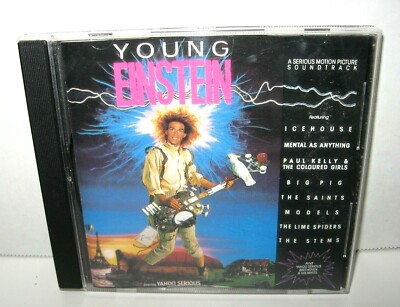 YOUNG
EINSTEIN
A SERIOUS MOTION PICTURE
SOUNDTRACK
featuring
ICEHOUSE
MENTAL AS ANYTHING
PAUL KELLY &
THE COLOURED GIRLS
BIG PIG
THE SAINTS
MODELS
THE LIME SPIDERS
THE STEMS
YAHOO SERIOUS